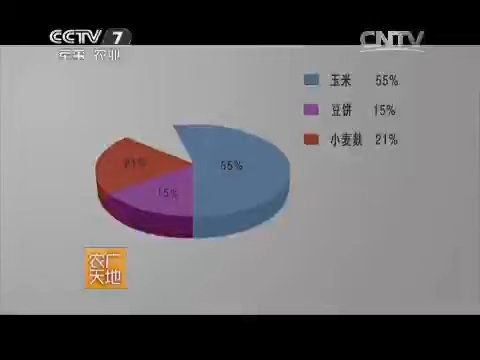 CCTV 7
军事 农业
CNTV
玉米 55%
豆饼 15%
小麦麸 21%
21%
55%
15%
农广
天地